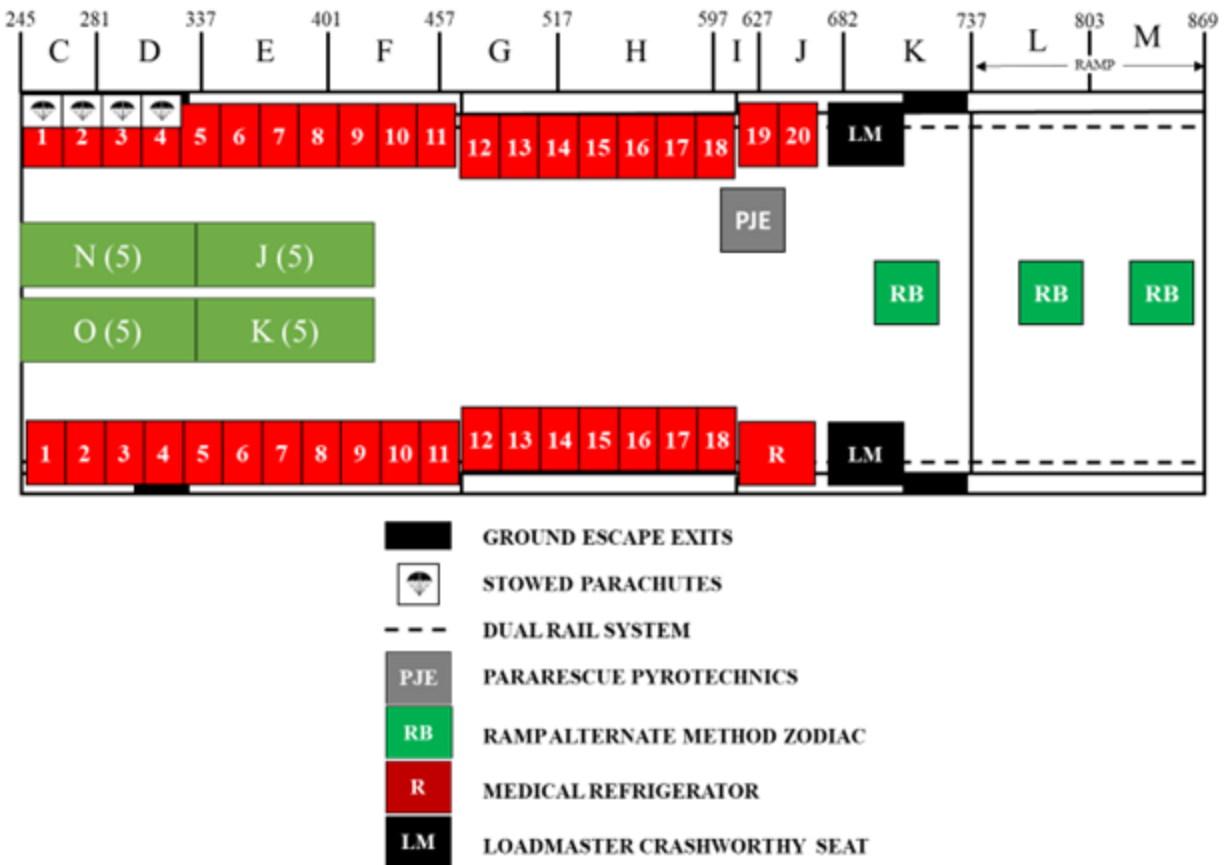 245 281 337 401 457 517 597 627 682 737 803 869
C D E F G H I J K L M
RAMP
1 2 3 4 5 6 7 8 9 10 11 12 13 14 15 16 17 18 19 20 LM
PJE
N (5) J (5)
RB RB RB
O (5) K (5)
1 2 3 4 5 6 7 8 9 10 11 12 13 14 15 16 17 18 R LM
GROUND ESCAPE EXITS
STOWED PARACHUTES
DUAL RAIL SYSTEM
PJE PARARESCUE PYROTECHNICS
RB RAMP ALTERNATE METHOD ZODIAC
R MEDICAL REFRIGERATOR
LM LOADMASTER CRASHWORTHY SEAT